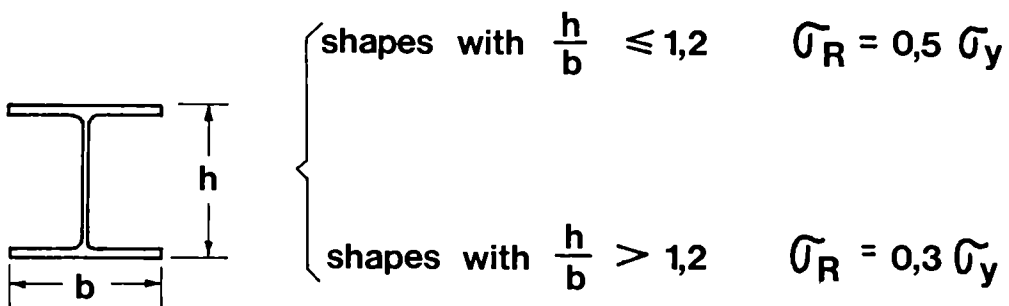 shapes with h/b ≤ 1,2 σR = 0,5 σy
h
shapes with h/b > 1,2 σR = 0,3 σy
b